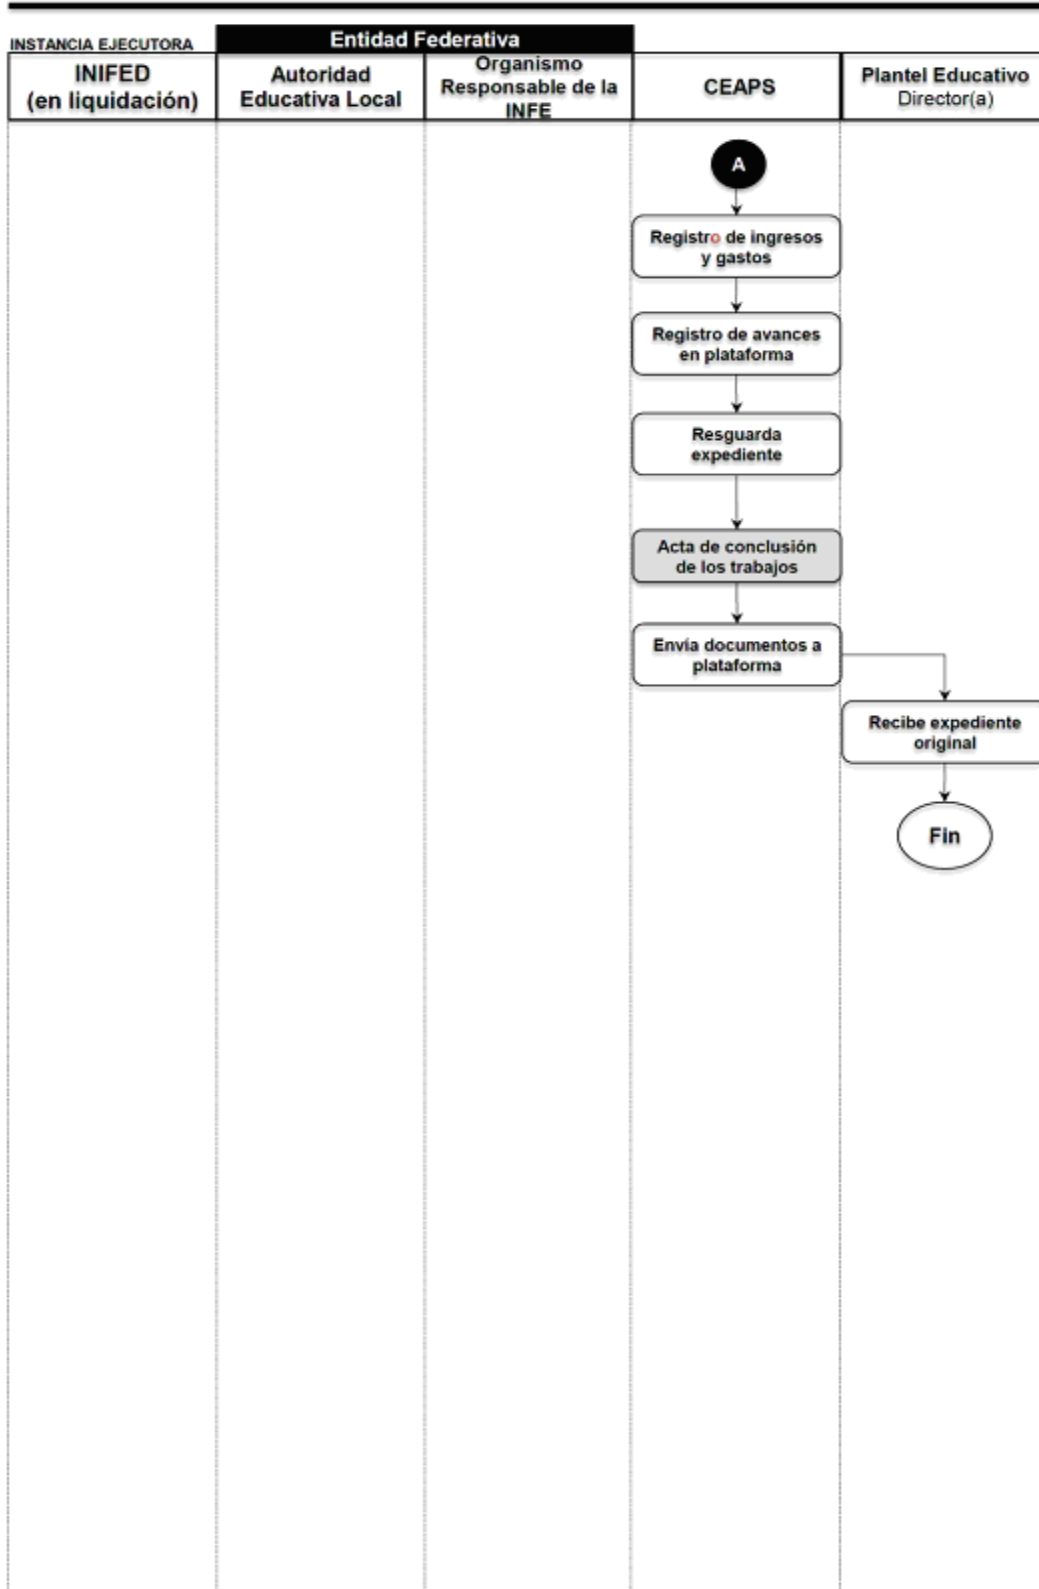 INSTANCIA EJECUTORA
Entidad Federativa
INIFED
(en liquidación)
Autoridad
Educativa Local
Organismo
Responsable de la
INFE
CEAPS
Plantel Educativo
Director(a)
A
Registro de ingresos
y gastos
Registro de avances
en plataforma
Resguarda
expediente
Acta de conclusión
de los trabajos
Envía documentos a
plataforma
Recibe expediente
original
Fin